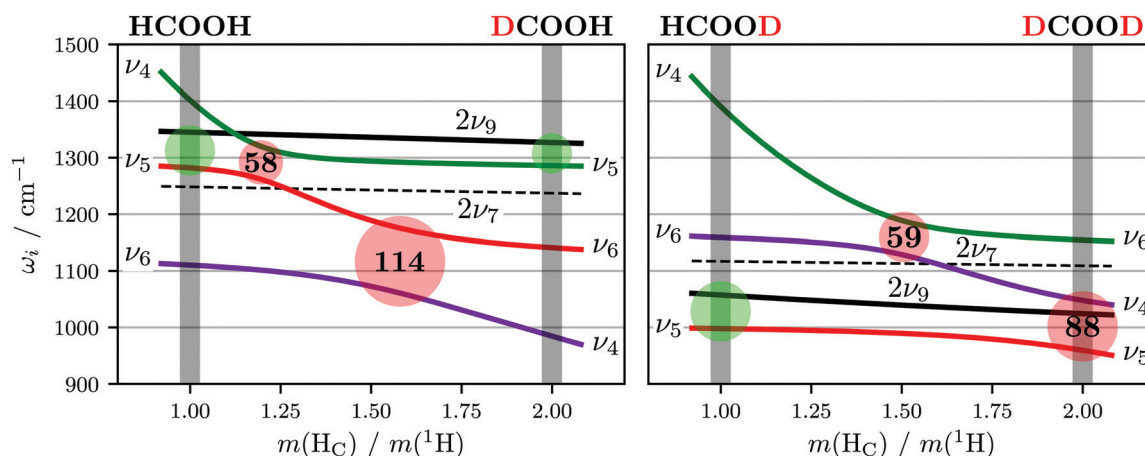 HCOOH DCOOH HCOOD DCOOD
1500
1400
1300
1200
1100
1000
900
ωᵢ / cm⁻¹
ν₄
ν₅
ν₆
2ν₉
58
2ν₇
114
ν₅
ν₆
ν₄
1.00 1.25 1.50 1.75 2.00
m(H_C) / m(¹H)
ν₄
ν₆
ν₅
59
2ν₇
2ν₉
88
ν₆
ν₄
ν₅
1.00 1.25 1.50 1.75 2.00
m(H_C) / m(¹H)